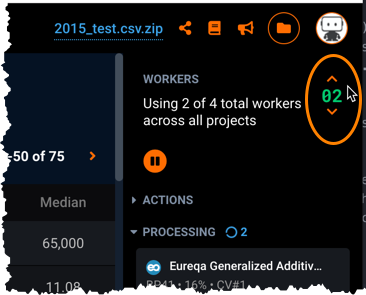 2015_test.csv.zip
WORKERS
Using 2 of 4 total workers
across all projects
02
-50 of 75
Median
ACTIONS
65,000
PROCESSING 2
Eureqa Generalized Additiv...
BP41 • 16% • CV#1
11.08